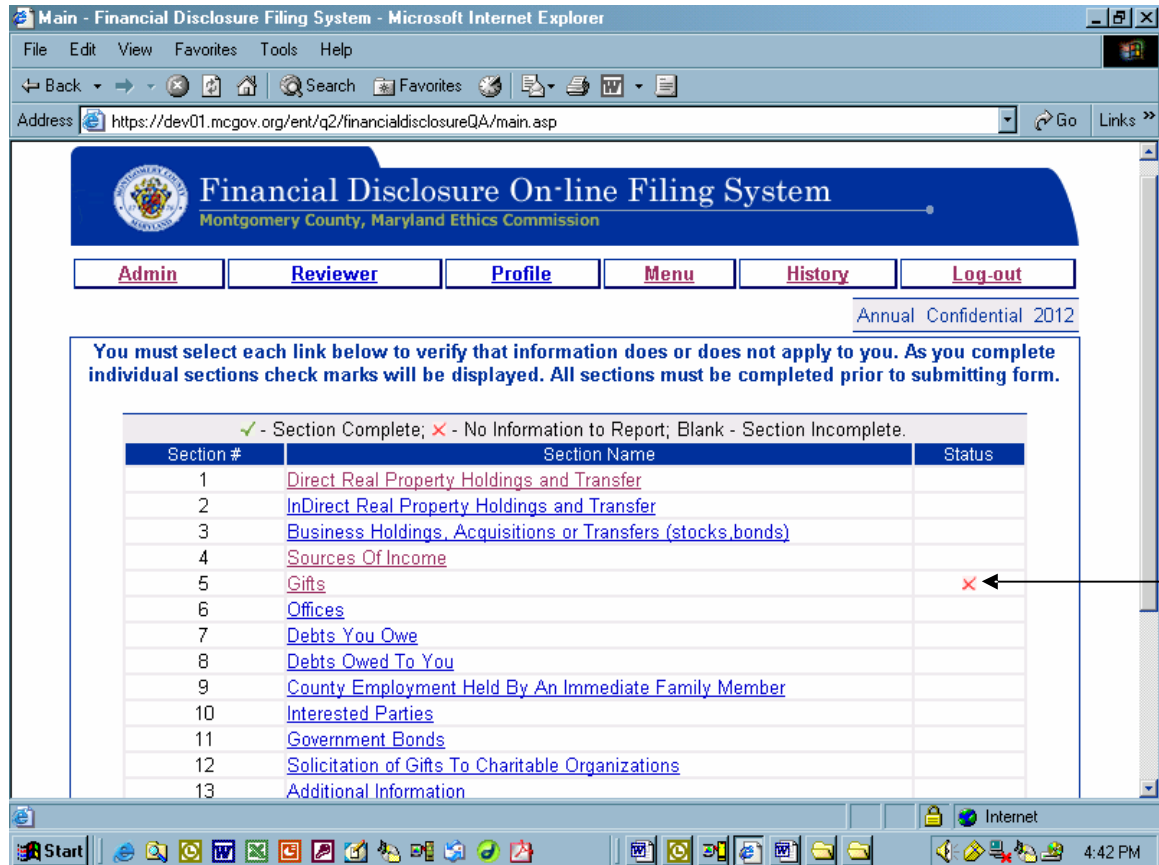 Main - Financial Disclosure Filing System - Microsoft Internet Explorer
File Edit View Favorites Tools Help
Back Search Favorites
Address https://dev01.mcgov.org/ent/q2/financialdisclosureQA/main.asp Go Links »
Financial Disclosure On-line Filing System
Montgomery County, Maryland Ethics Commission
Admin Reviewer Profile Menu History Log-out
Annual Confidential 2012
You must select each link below to verify that information does or does not apply to you. As you complete
individual sections check marks will be displayed. All sections must be completed prior to submitting form.
✓ - Section Complete; ✗ - No Information to Report; Blank - Section Incomplete.
Section # Section Name Status
1 Direct Real Property Holdings and Transfer
2 InDirect Real Property Holdings and Transfer
3 Business Holdings, Acquisitions or Transfers (stocks,bonds)
4 Sources Of Income
5 Gifts ✗
6 Offices
7 Debts You Owe
8 Debts Owed To You
9 County Employment Held By An Immediate Family Member
10 Interested Parties
11 Government Bonds
12 Solicitation of Gifts To Charitable Organizations
13 Additional Information
Internet
Start 4:42 PM